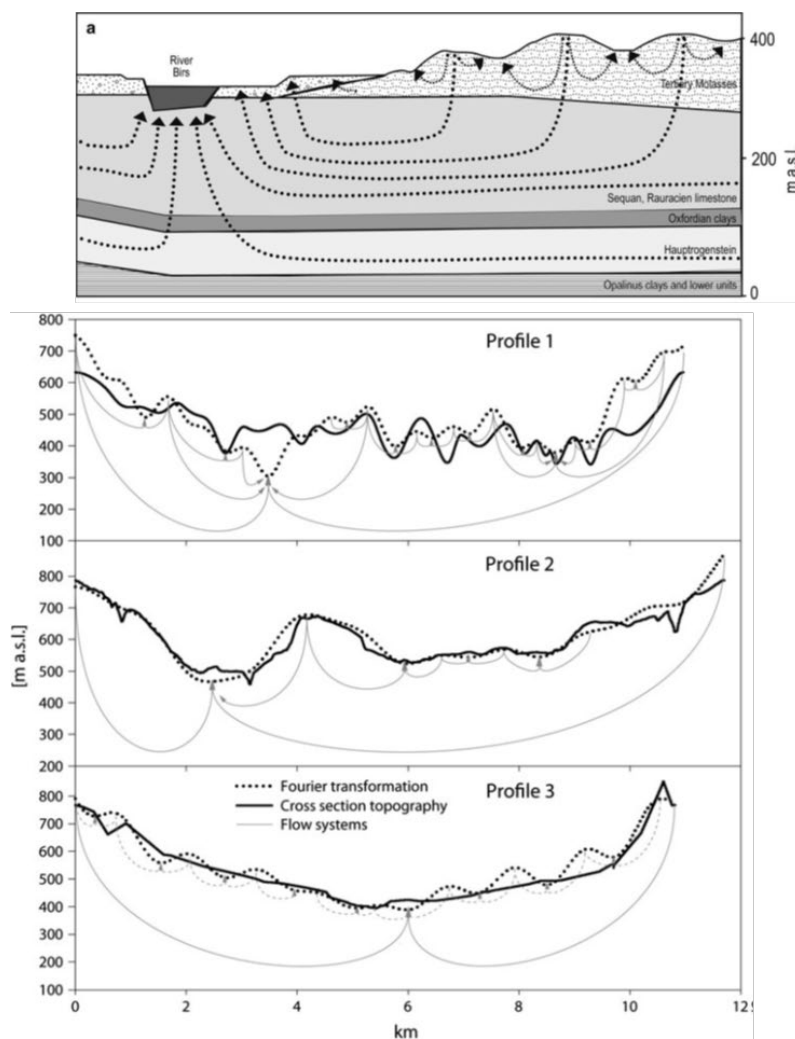 a
River
Birs
400
Tertiary Molasses
200
m a.s.l.
Sequan, Rauracien limestone
Oxfordian clays
Hauptrogenstein
Opalinus clays and lower units
0
800
Profile 1
700
600
500
400
300
200
100
Profile 2
800
700
600
500
400
300
200
[m a.s.l.]
Profile 3
900
800
700
600
500
400
300
200
100
Fourier transformation
Cross section topography
Flow systems
0 2 4 6 8 10 12
km